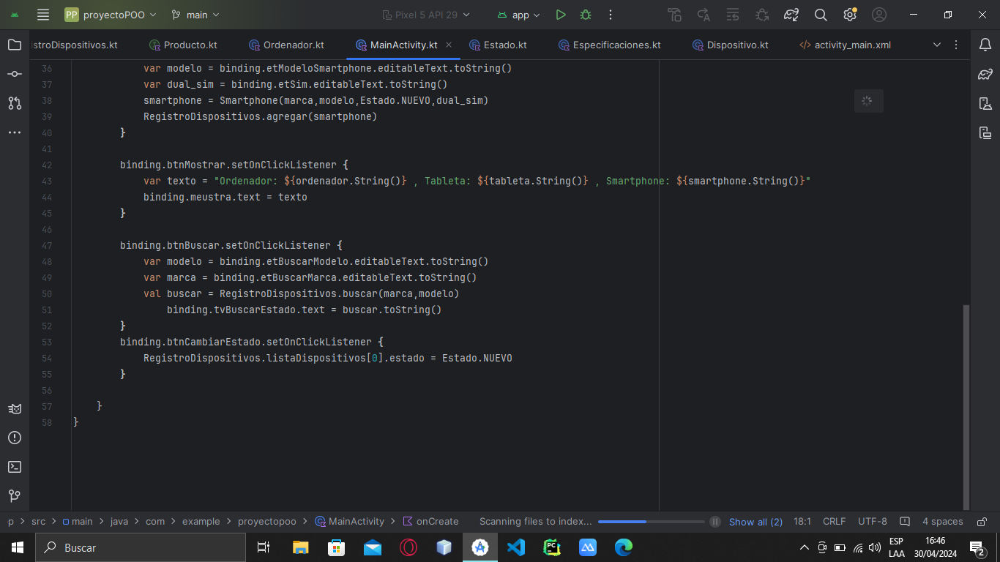 PP proyectoPOO main Pixel 5 API 29 app
stroDispositivos.kt Producto.kt Ordenador.kt MainActivity.kt Estado.kt Especificaciones.kt Dispositivo.kt activity_main.xml
36 var modelo = binding.etModeloSmartphone.editableText.toString()
37 var dual_sim = binding.etSim.editableText.toString()
38 smartphone = Smartphone(marca,modelo,Estado.NUEVO,dual_sim)
39 RegistroDispositivos.agregar(smartphone)
40 }
41
42 binding.btnMostrar.setOnClickListener {
43 var texto = "Ordenador: ${ordenador.String()} , Tableta: ${tableta.String()} , Smartphone: ${smartphone.String()}"
44 binding.meustra.text = texto
45 }
46
47 binding.btnBuscar.setOnClickListener {
48 var modelo = binding.etBuscarModelo.editableText.toString()
49 var marca = binding.etBuscarMarca.editableText.toString()
50 val buscar = RegistroDispositivos.buscar(marca,modelo)
51 binding.tvBuscarEstado.text = buscar.toString()
52 }
53 binding.btnCambiarEstado.setOnClickListener {
54 RegistroDispositivos.listaDispositivos[0].estado = Estado.NUEVO
55 }
56
57 }
58 }
p > src > main > java > com > example > proyectopoo > MainActivity > onCreate Scanning files to index... Show all (2) 18:1 CRLF UTF-8 4 spaces
Buscar PC ESP 16:46
LAA 30/04/2024 2